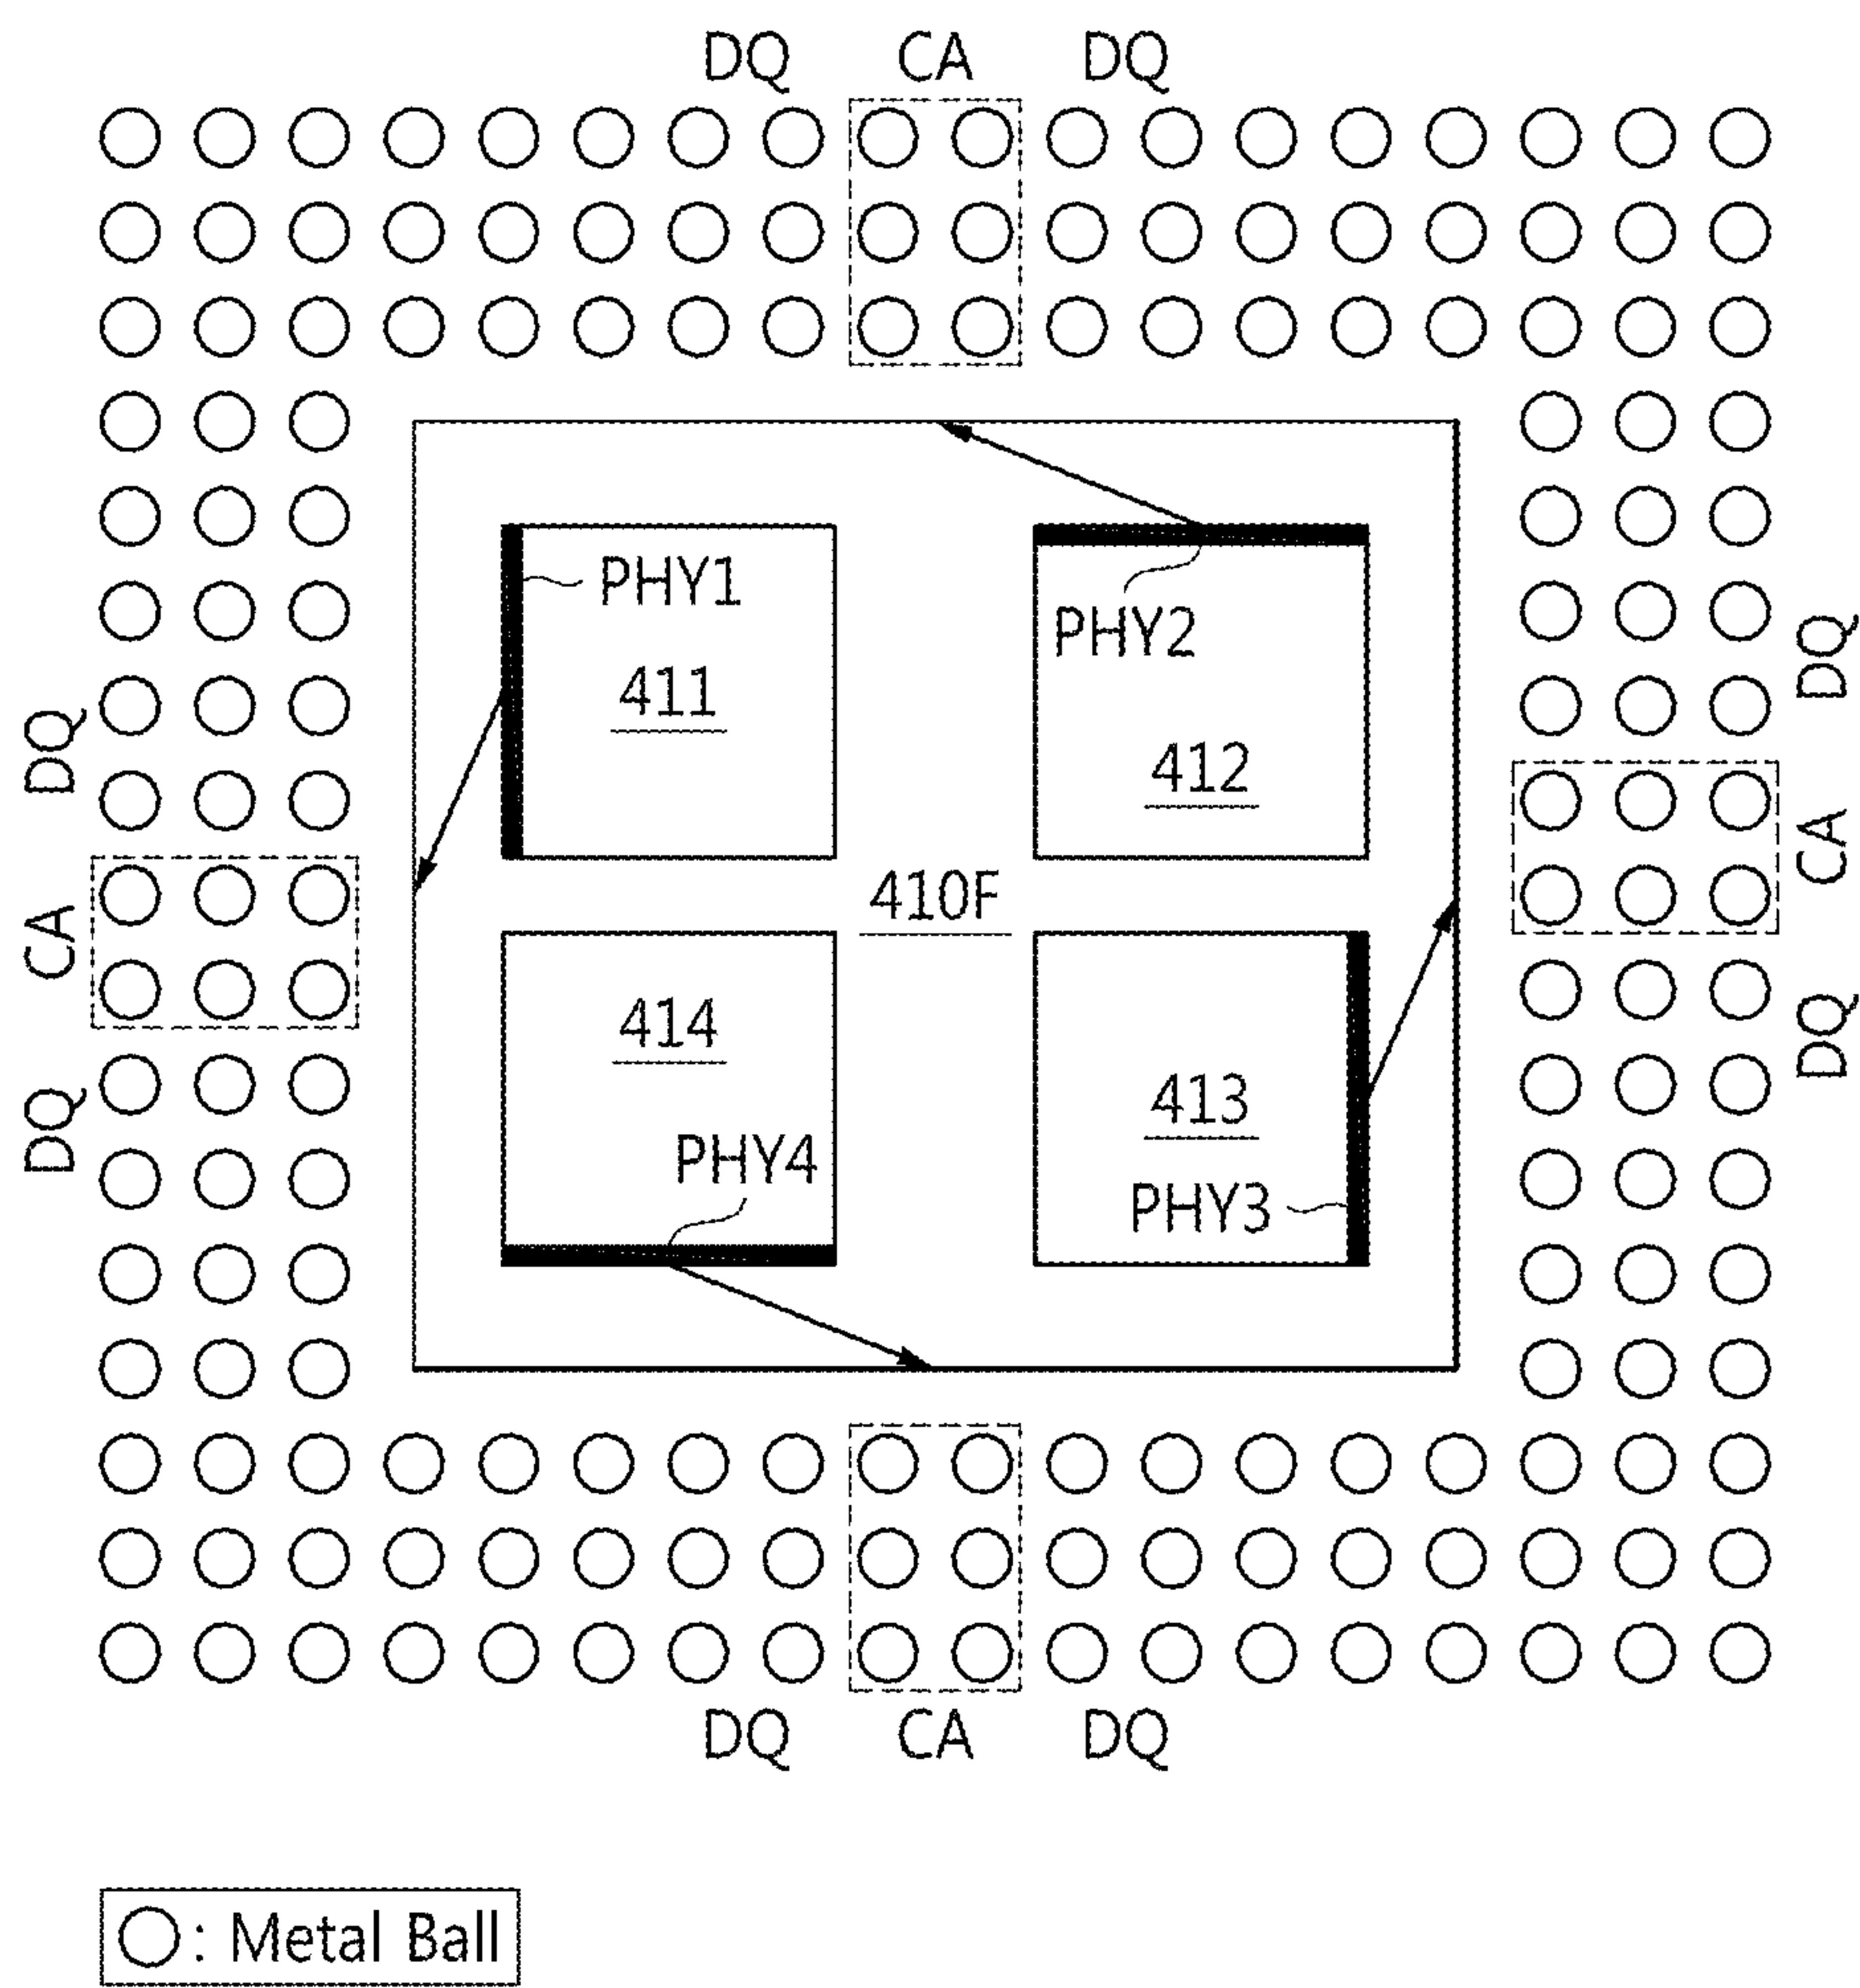 DQ CA DQ
PHY1
PHY2
411
412
DQ
CA
DQ
DQ
CA
DQ
410F
414
413
PHY4
PHY3
DQ CA DQ
: Metal Ball